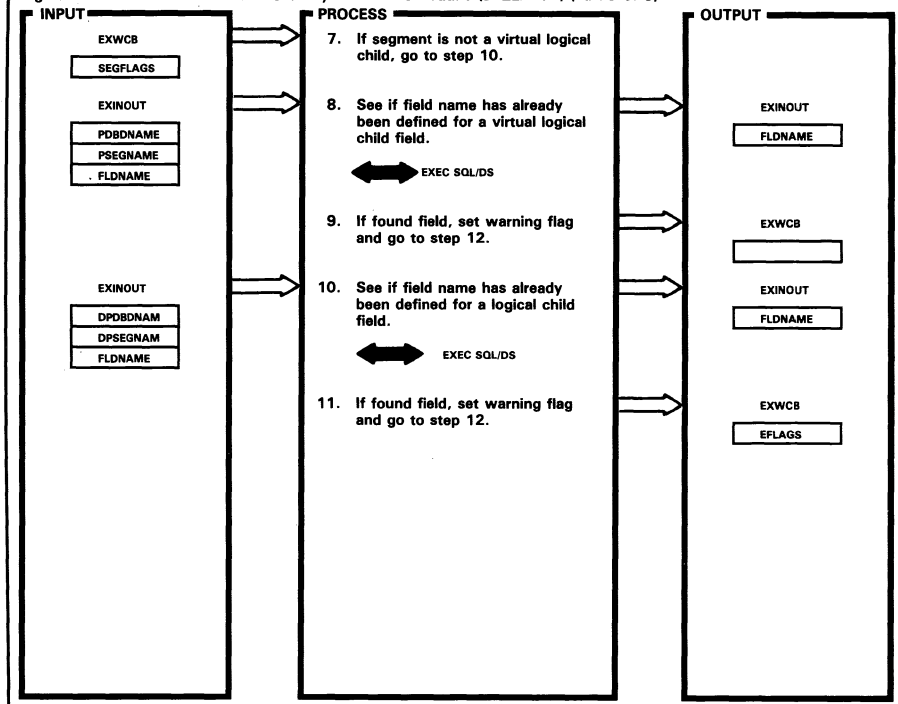 INPUT
PROCESS
OUTPUT
EXWCB
SEGFLAGS
7. If segment is not a virtual logical
child, go to step 10.
EXINOUT
PDBDNAME
PSEGNAME
FLDNAME
8. See if field name has already
been defined for a virtual logical
child field.
EXEC SQL/DS
EXINOUT
FLDNAME
9. If found field, set warning flag
and go to step 12.
EXWCB
EXINOUT
DPDBDNAM
DPSEGNAM
FLDNAME
10. See if field name has already
been defined for a logical child
field.
EXEC SQL/DS
EXINOUT
FLDNAME
11. If found field, set warning flag
and go to step 12.
EXWCB
EFLAGS